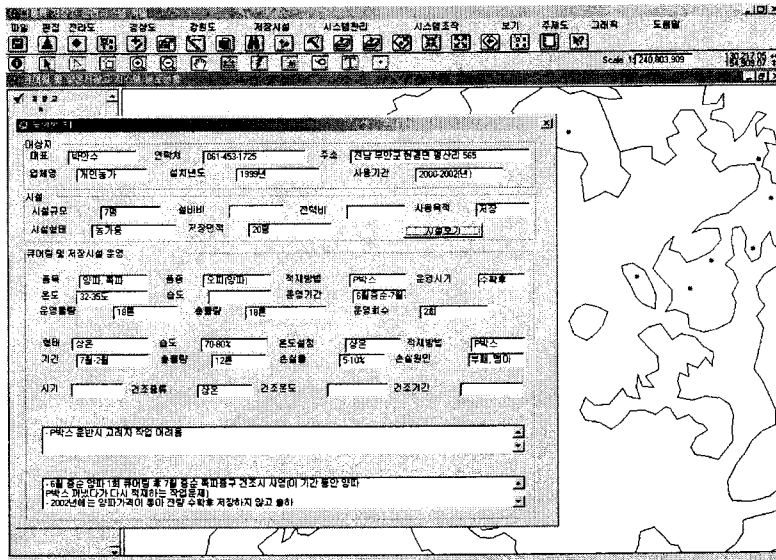 파일 편집 전라도 경상도 강원도 저장시설 시스템관리 시스템조작 보기 주제도 그래픽 도움말
Scale 1: 240,803.909
대상지
대표 박만수 연락처 061-453-1725 주소 전남 무안군 현경면 평산리 565
업체명 개인농가 설치년도 1999년 사용기간 2000-2002(년)
시설
시설규모 7평 설비비 전력비 사용목적 저장
시설형태 농가용 저장면적 20평 시설보기
큐어링 및 저장시설 운영
품목 양파, 쪽파 품종 오파(양파) 적재방법 P박스 운영시기 수확후
온도 32-35도 습도 운영기간 6월중순-7월
운영물량 18톤 총물량 18톤 운영회수 2회
형태 상온 습도 70-80% 온도설정 상온 적재방법 P박스
기간 7월-2월 총물량 12톤 손실률 5-10% 손실원인 부패, 맹아
시기 건조종류 상온 건조온도 건조기간
- P박스 운반시 고려치 작업 어려움
- 6월 중순 양파 1회 큐어링 후 7월 중순 쪽파종구 건조시 사용(이 기간 동안 양파
P박스 꺼냈다가 다시 적재하는 작업문제)
- 2002년에는 양파가격이 좋아 전량 수확후 저장하지 않고 출하